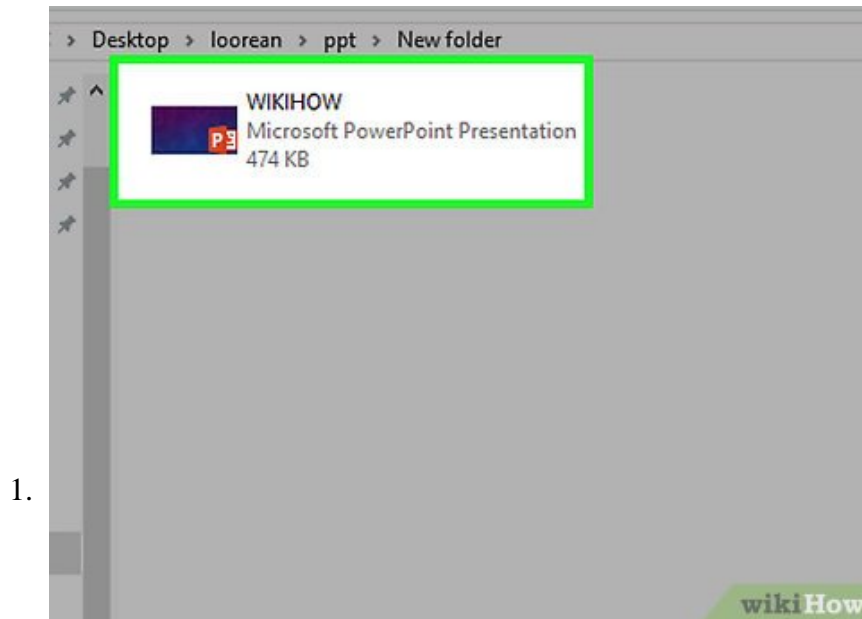 > Desktop > loorean > ppt > New folder
WIKIHOW
Microsoft PowerPoint Presentation
474 KB
1.
wikiHow